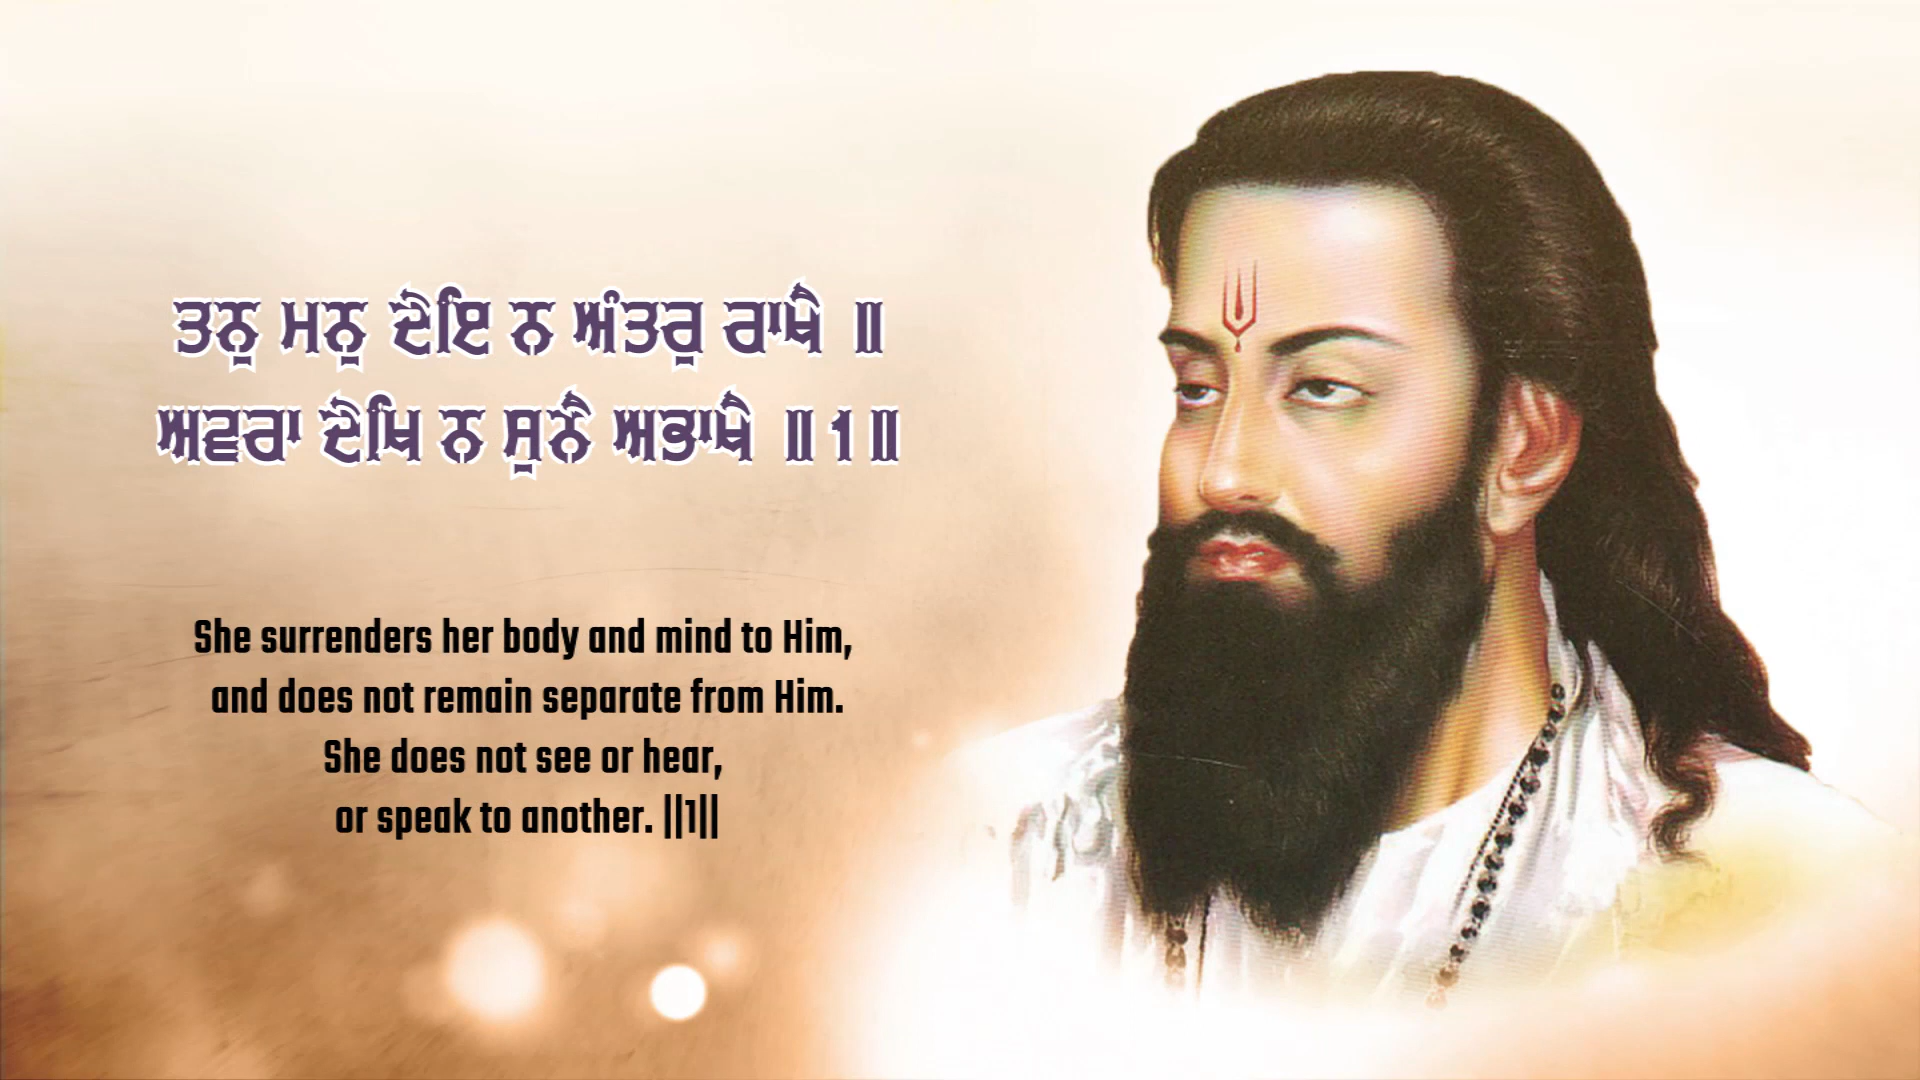 ਤਨੁ ਮਨੁ ਦੇਇ ਨ ਅੰਤਰੁ ਰਾਖੈ ॥
ਅਵਰਾ ਦੇਖਿ ਨ ਸੁਨੈ ਅਭਾਖੈ ॥੧॥
She surrenders her body and mind to Him,
and does not remain separate from Him.
She does not see or hear,
or speak to another. ||1||